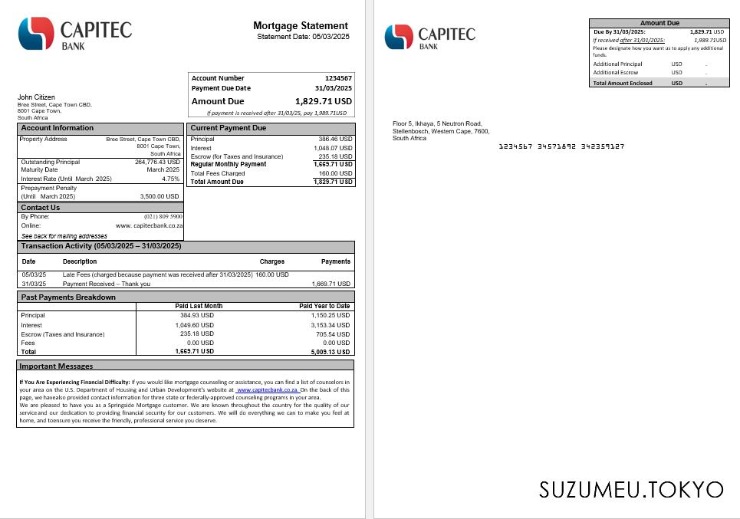 CAPITEC
BANK
Mortgage Statement
Statement Date: 05/03/2025
Account Number 1234567
Payment Due Date 31/03/2025
Amount Due 1,829.71 USD
If payment is received after 31/03/25, pay 1,989.71USD
John Citizen
Bree Street, Cape Town CBD,
8001 Cape Town,
South Africa
Account Information
Property Address Bree Street, Cape Town CBD,
8001 Cape Town,
South Africa
Outstanding Principal 264,776.43 USD
Maturity Date March 2025
Interest Rate (Until March 2025) 4.75%
Prepayment Penalty
(Until March 2025) 3,500.00 USD
Contact Us
By Phone: (021) 809 5900
Online: www.capitecbank.co.za
See back for mailing addresses
Current Payment Due
Principal 386.46 USD
Interest 1,048.07 USD
Escrow (for Taxes and Insurance) 235.18 USD
Regular Monthly Payment 1,669.71 USD
Total Fees Charged 160.00 USD
Total Amount Due 1,829.71 USD
Transaction Activity (05/03/2025 – 31/03/2025)
Date Description Charges Payments
05/03/25 Late Fees (charged because payment was received after 31/03/2025) 160.00 USD
31/03/25 Payment Received – Thank you 1,669.71 USD
Past Payments Breakdown
Paid Last Month Paid Year to Date
Principal 384.93 USD 1,150.25 USD
Interest 1,049.60 USD 3,153.34 USD
Escrow (Taxes and Insurance) 235.18 USD 705.54 USD
Fees 0.00 USD 0.00 USD
Total 1,669.71 USD 5,009.13 USD
Important Messages
If You Are Experiencing Financial Difficulty: If you would like mortgage counseling or assistance, you can find a list of counselors in
your area on the U.S. Department of Housing and Urban Development's website at www.capitecbank.co.za On the back of this
page, we havealso provided contact information for three state or federally-approved counseling programs in your area.
We are pleased to have you as a Springside Mortgage customer. We are known throughout the country for the quality of our
serviceand our dedication to providing financial security for our customers. We will do everything we can to make you feel at
home, and toensure you receive the friendly, professional service you deserve.
CAPITEC
BANK
Amount Due
Due By 31/03/2025: 1,829.71 USD
If received after 31/03/2025: 1,989.71USD
Please designate how you want us to apply any additional
funds.
Additional Principal USD .
Additional Escrow USD .
Total Amount Enclosed USD .
Floor 5, Ikhaya, 5 Neutron Road,
Stellenbosch, Western Cape, 7600,
South Africa
1234567 34571892 342359127
SUZUMEU.TOKYO